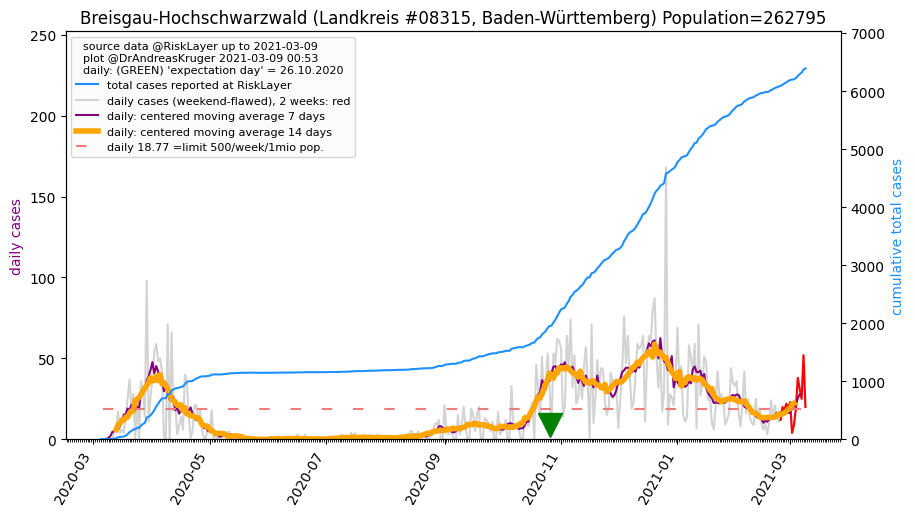 Breisgau-Hochschwarzwald (Landkreis #08315, Baden-Württemberg) Population=262795
source data @RiskLayer up to 2021-03-09
plot @DrAndreasKruger 2021-03-09 00:53
daily: (GREEN) 'expectation day' = 26.10.2020
total cases reported at RiskLayer
daily cases (weekend-flawed), 2 weeks: red
daily: centered moving average 7 days
daily: centered moving average 14 days
daily 18.77 =limit 500/week/1mio pop.
daily cases
250
200
150
100
50
0
cumulative total cases
7000
6000
5000
4000
3000
2000
1000
0
2020-03
2020-05
2020-07
2020-09
2020-11
2021-01
2021-03